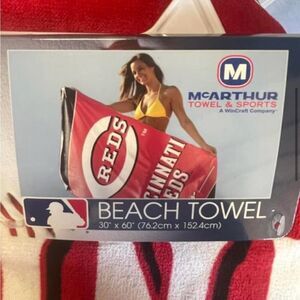 M
McARTHUR
TOWEL & SPORTS
A WinCraft Company
REDS
CINCINNATI
REDS
BEACH TOWEL
30" x 60" (76.2cm x 152.4cm)